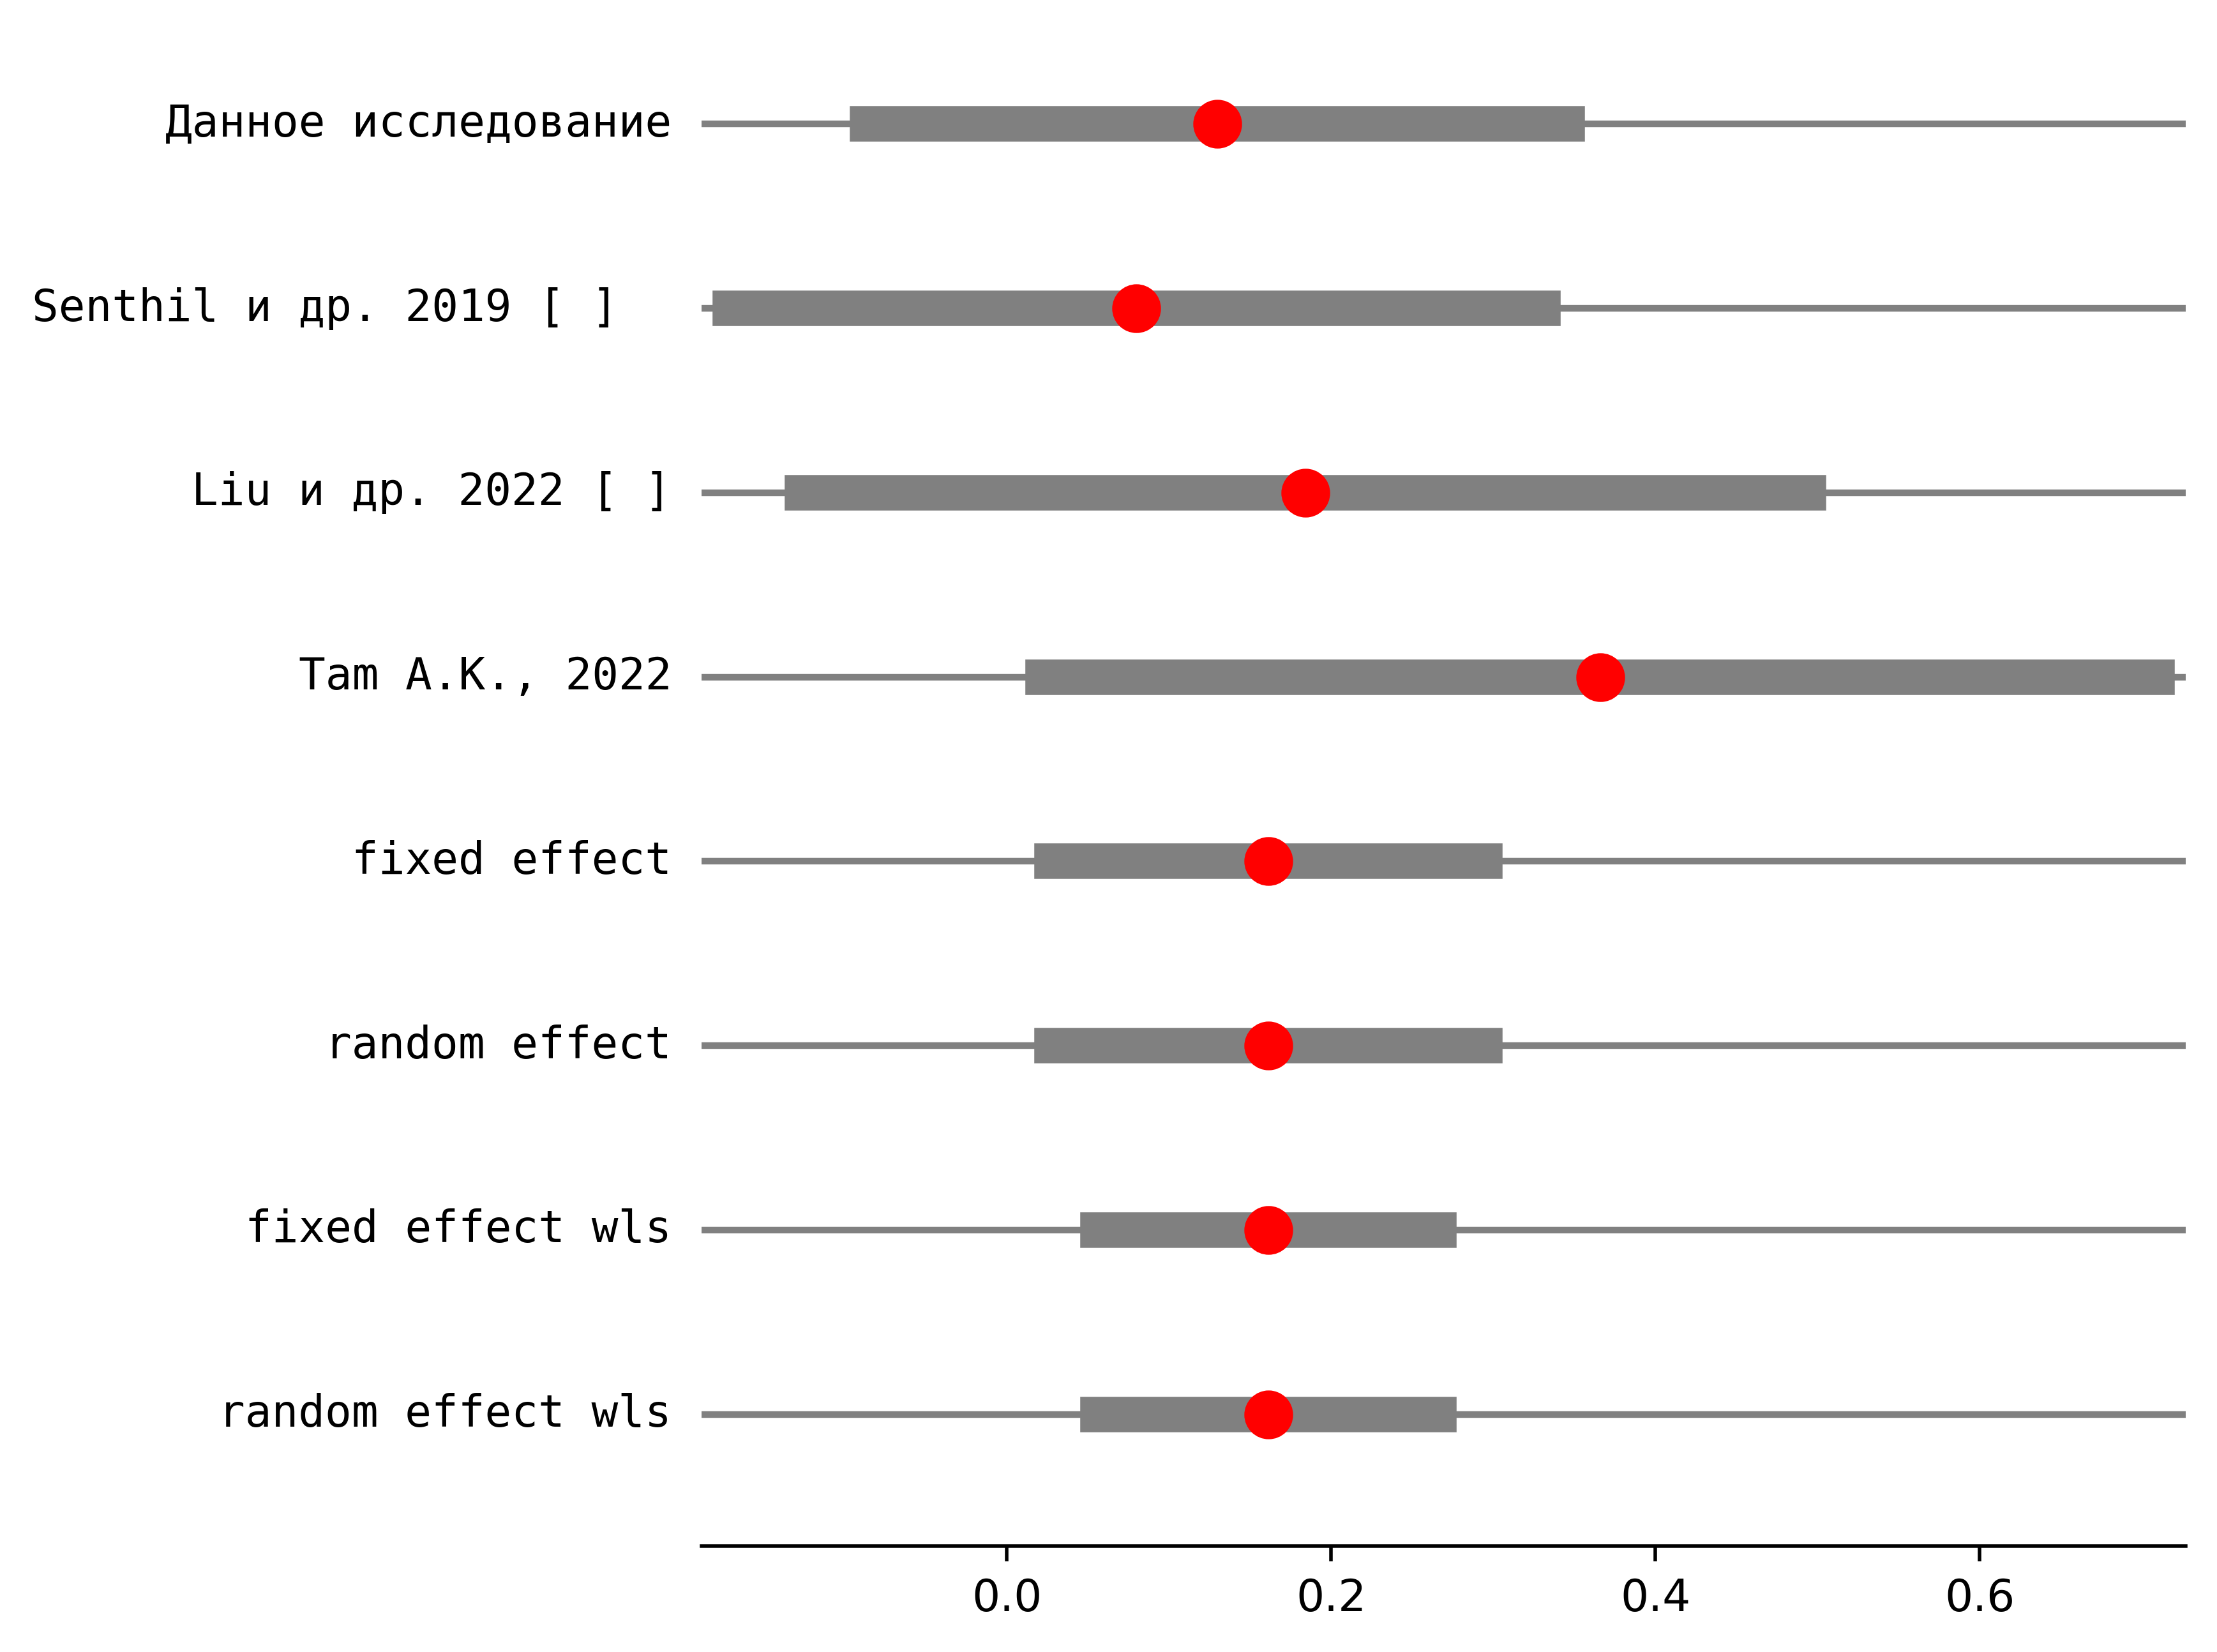 Данное исследование
Senthil и др. 2019 [ ]
Liu и др. 2022 [ ]
Tam A.K., 2022
fixed effect
random effect
fixed effect wls
random effect wls
0.0 0.2 0.4 0.6